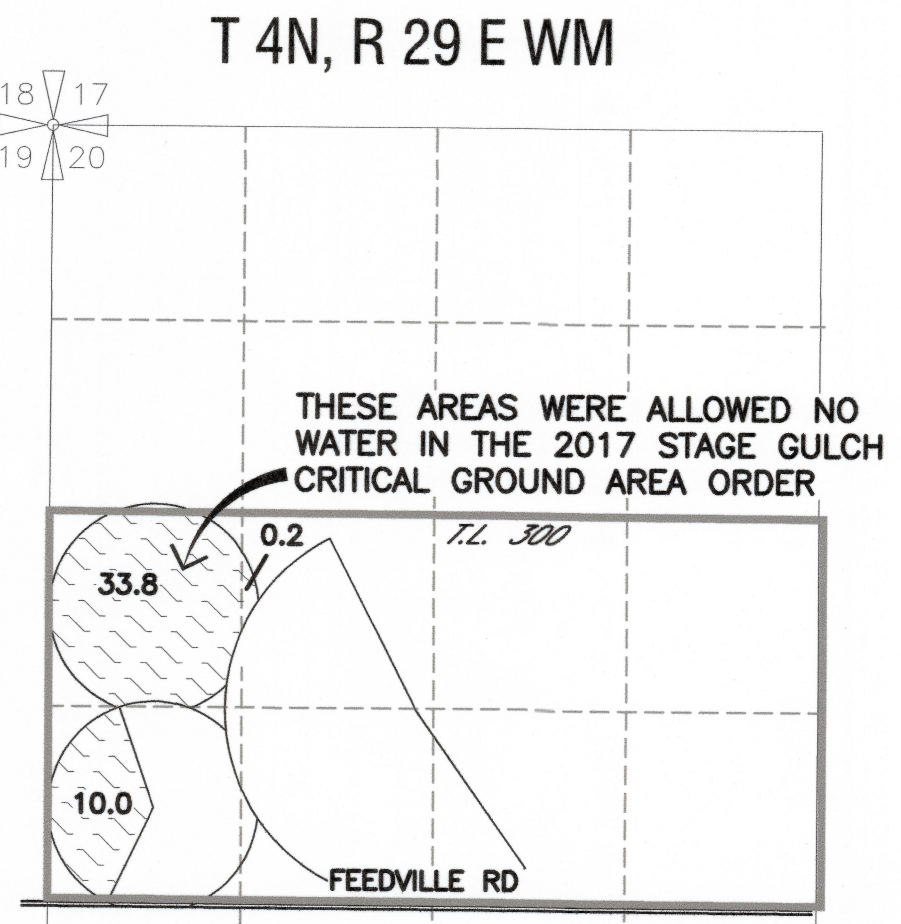 T 4N, R 29 E WM
18 17
19 20
THESE AREAS WERE ALLOWED NO
WATER IN THE 2017 STAGE GULCH
CRITICAL GROUND AREA ORDER
0.2
T.L. 300
33.8
10.0
FEEDVILLE RD